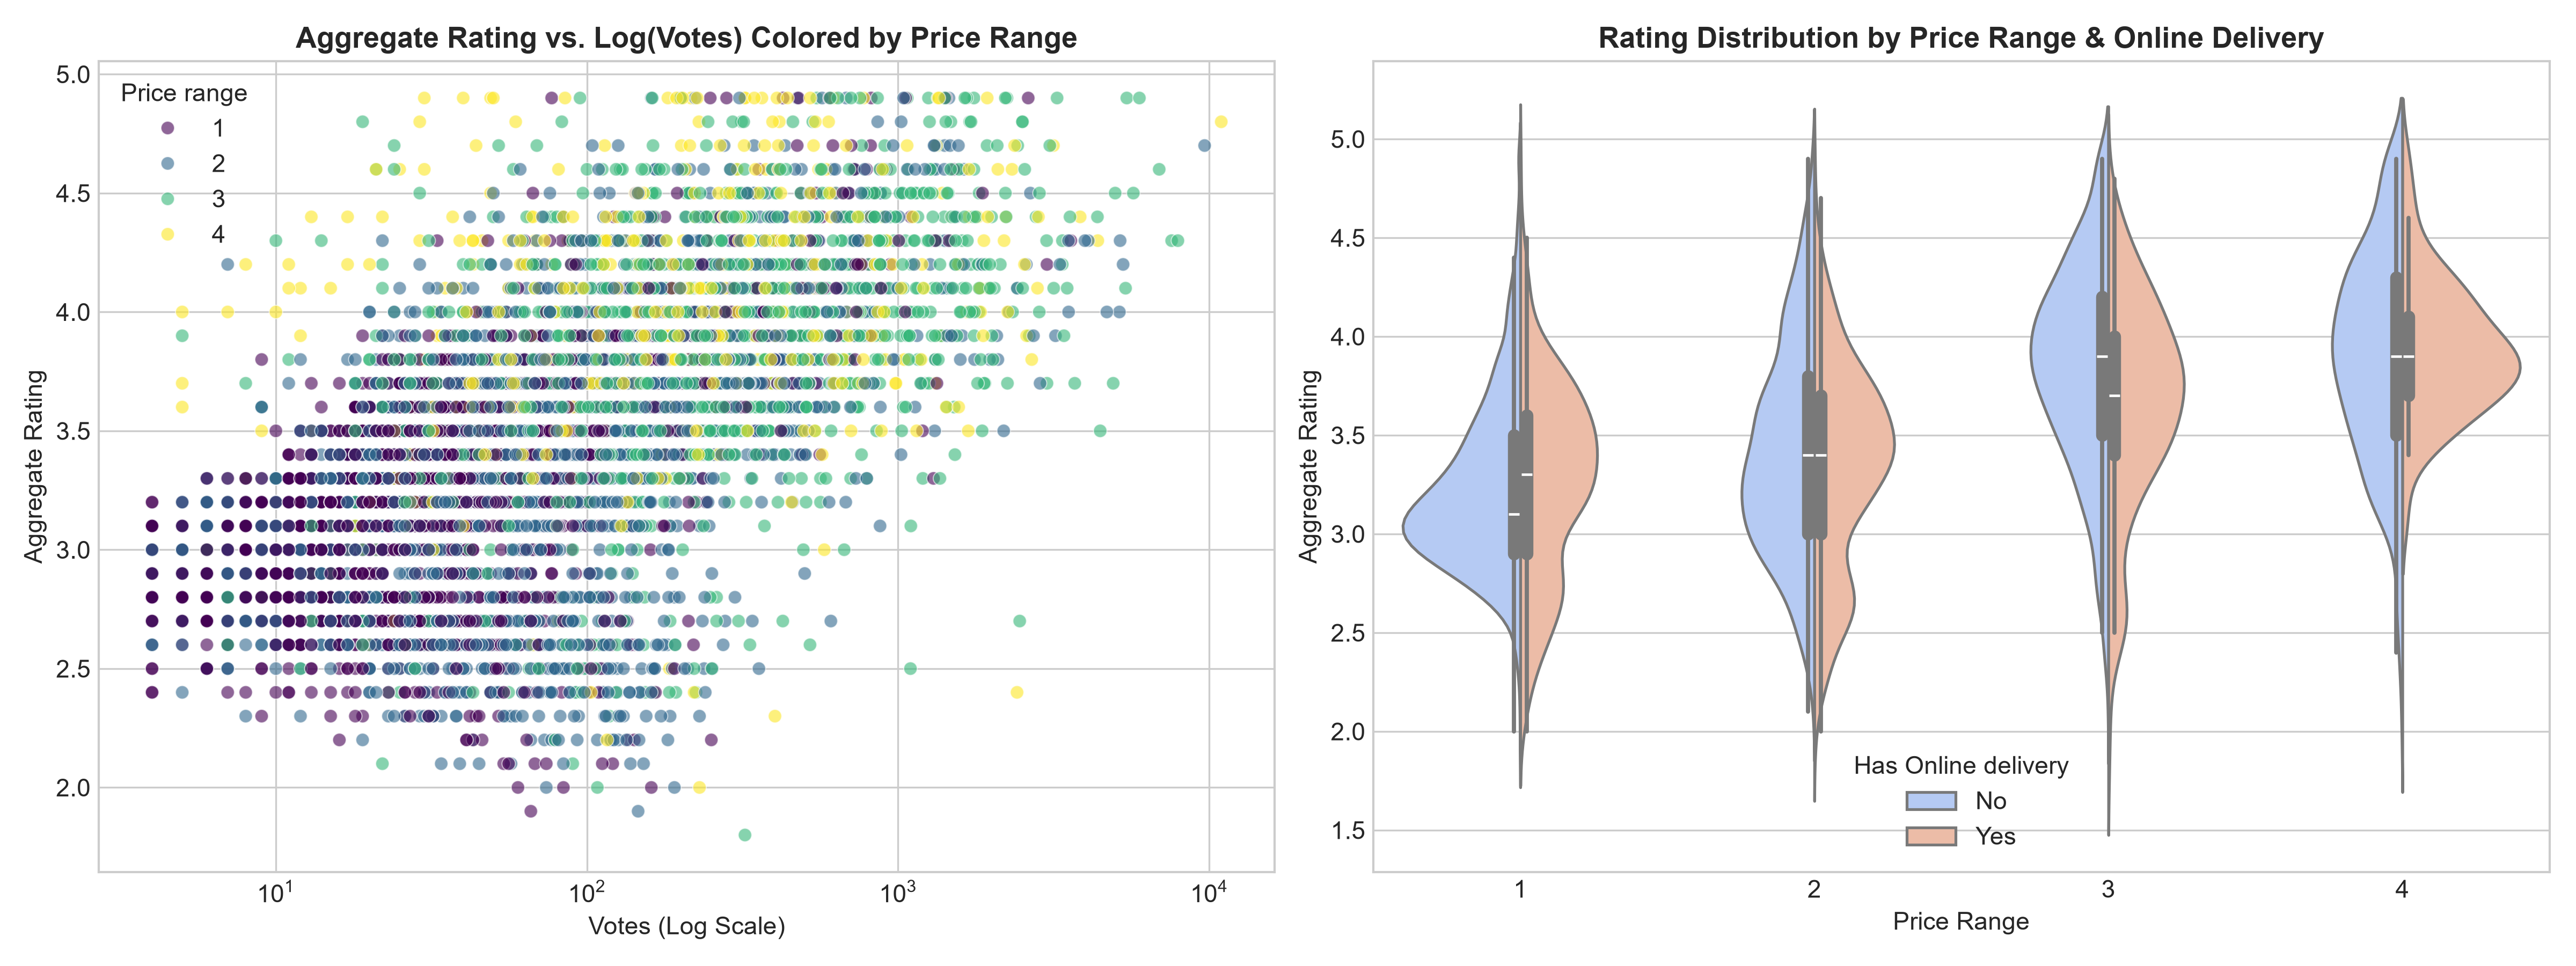 Aggregate Rating vs. Log(Votes) Colored by Price Range
Aggregate Rating
5.0
4.5
4.0
3.5
3.0
2.5
2.0
Price range
1
2
3
4
10¹
10²
10³
10⁴
Votes (Log Scale)
Rating Distribution by Price Range & Online Delivery
Aggregate Rating
5.0
4.5
4.0
3.5
3.0
2.5
2.0
1.5
Has Online delivery
No
Yes
1
2
3
4
Price Range